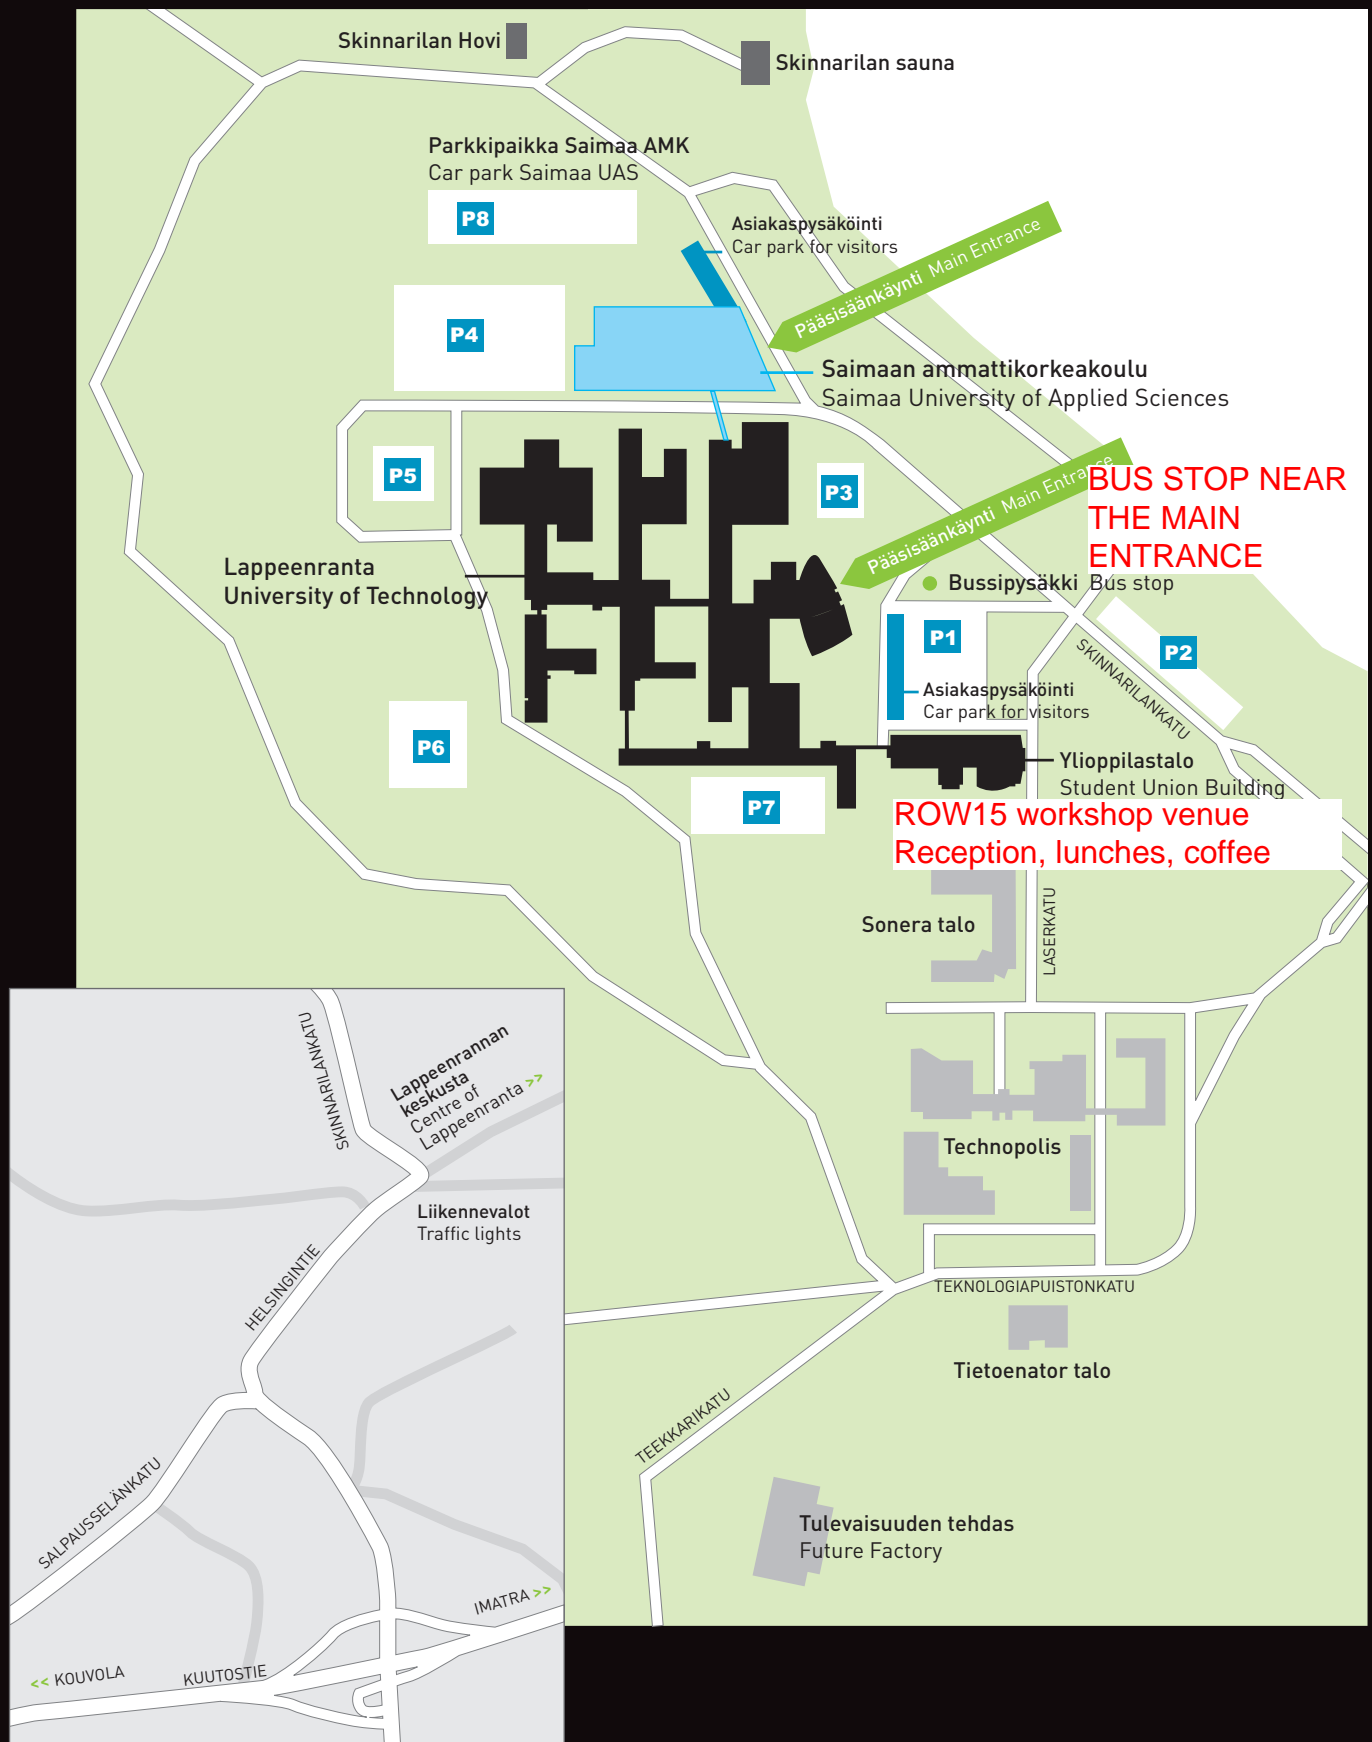 Skinnarilan Hovi
Skinnarilan sauna
Parkkipaikka Saimaa AMK
Car park Saimaa UAS
P8
Asiakaspysäköinti
Car park for visitors
Pääsisäänkäynti Main Entrance
P4
Saimaan ammattikorkeakoulu
Saimaa University of Applied Sciences
P5
P3
Pääsisäänkäynti Main Entrance
BUS STOP NEAR
THE MAIN
ENTRANCE
Lappeenranta
University of Technology
Bussipysäkki Bus stop
P1
P2
SKINNARILANKATU
Asiakaspysäköinti
Car park for visitors
P6
Ylioppilastalo
Student Union Building
P7
ROW15 workshop venue
Reception, lunches, coffee
Sonera talo
LASERKATU
SKINNARILANKATU
Lappeenrannan
keskusta
Centre of
Lappeenranta >>
Technopolis
Liikennevalot
Traffic lights
HELSINGINTIE
TEKNOLOGIAPUISTONKATU
Tietoenator talo
TEEKKARIKATU
SALPAUSSELÄNKATU
Tulevaisuuden tehdas
Future Factory
IMATRA >>
<< KOUVOLA
KUUTOSTIE